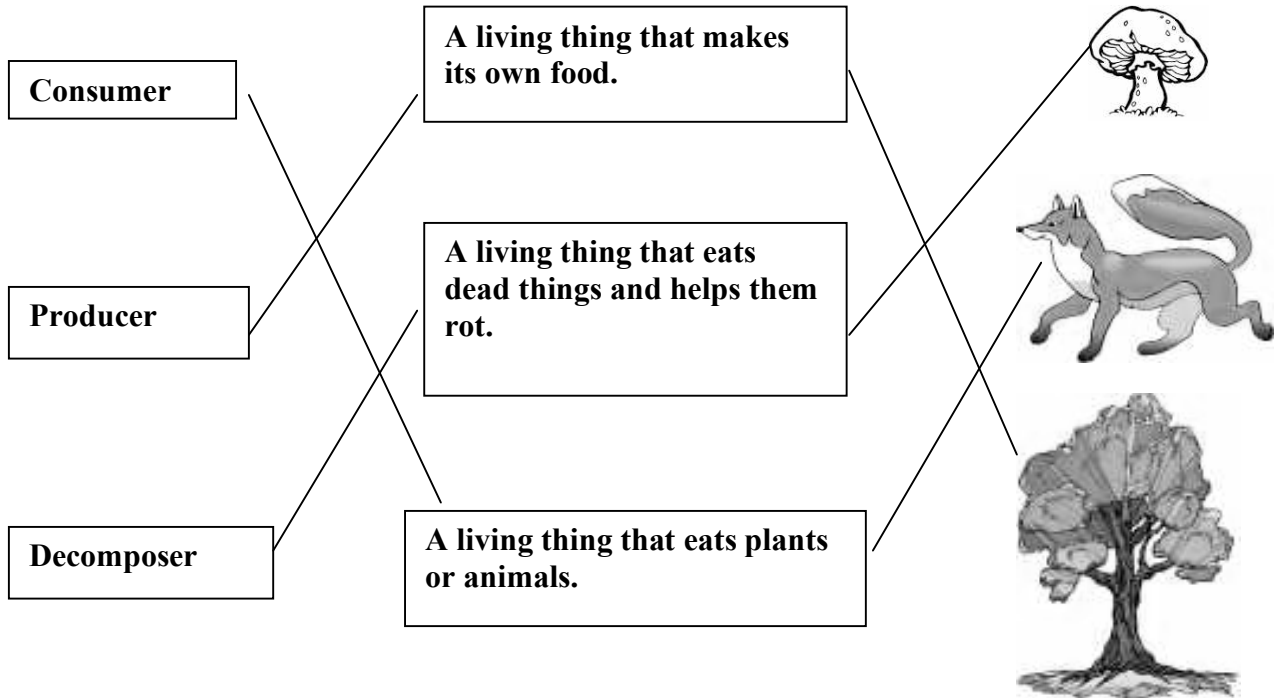 Consumer
A living thing that makes
its own food.
Producer
A living thing that eats
dead things and helps them
rot.
Decomposer
A living thing that eats plants
or animals.